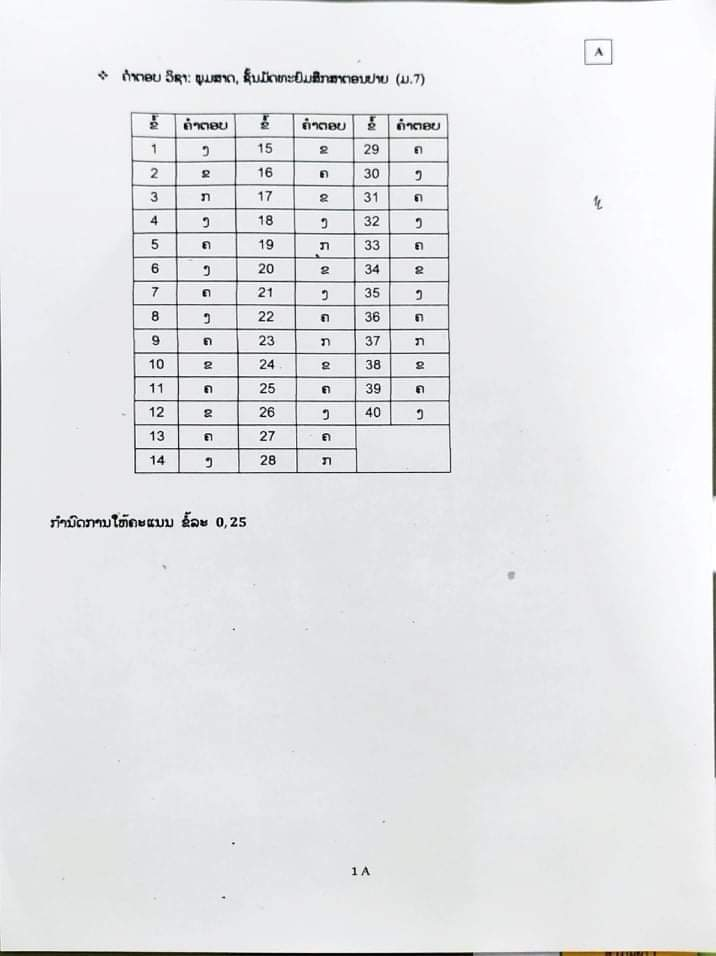 A
❖ ຄຳຕອບ ວິຊາ: ພູມສາດ, ຊັ້ນມັດທະຍົມສຶກສາຕອນປາຍ (ມ.7)
ຂໍ້ ຄຳຕອບ ຂໍ້ ຄຳຕອບ ຂໍ້ ຄຳຕອບ
1 ງ 15 ຂ 29 ຄ
2 ຂ 16 ຄ 30 ງ
3 ກ 17 ຂ 31 ຄ
4 ງ 18 ງ 32 ງ
5 ຄ 19 ກ 33 ຄ
6 ງ 20 ຂ 34 ຂ
7 ຄ 21 ງ 35 ງ
8 ງ 22 ຄ 36 ຄ
9 ຄ 23 ກ 37 ກ
10 ຂ 24 ຂ 38 ຂ
11 ຄ 25 ຄ 39 ຄ
12 ຂ 26 ງ 40 ງ
13 ຄ 27 ຄ
14 ງ 28 ກ
ກຳນົດການໃຫ້ຄະແນນ ຂໍ້ລະ 0,25
1 A